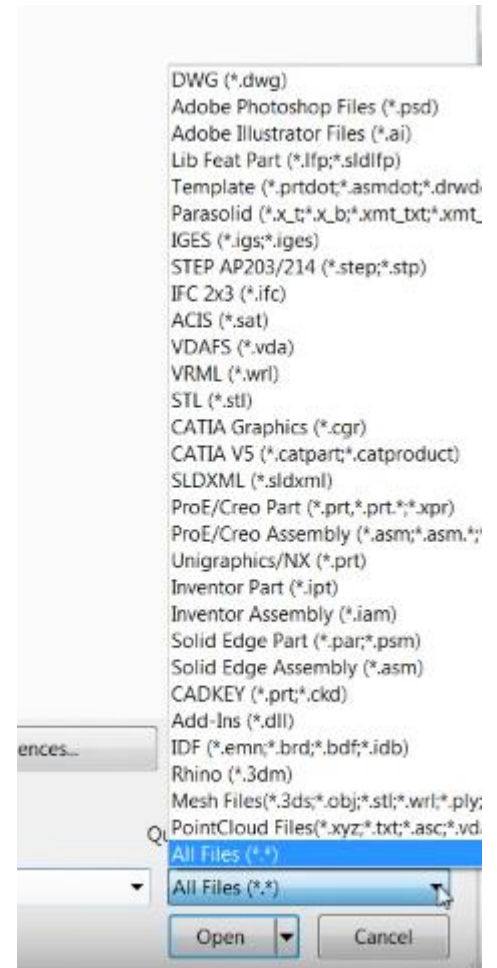 DWG (*.dwg)
Adobe Photoshop Files (*.psd)
Adobe Illustrator Files (*.ai)
Lib Feat Part (*.lfp;*.sldlfp)
Template (*.prtdot;*.asmdot;*.drwd
Parasolid (*.x_t;*.x_b;*.xmt_txt;*.xmt_
IGES (*.igs;*.iges)
STEP AP203/214 (*.step;*.stp)
IFC 2x3 (*.ifc)
ACIS (*.sat)
VDAFS (*.vda)
VRML (*.wrl)
STL (*.stl)
CATIA Graphics (*.cgr)
CATIA V5 (*.catpart;*.catproduct)
SLDXML (*.sldxml)
ProE/Creo Part (*.prt,*.prt.*;*.xpr)
ProE/Creo Assembly (*.asm;*.asm.*;*
Unigraphics/NX (*.prt)
Inventor Part (*.ipt)
Inventor Assembly (*.iam)
Solid Edge Part (*.par;*.psm)
Solid Edge Assembly (*.asm)
CADKEY (*.prt;*.ckd)
Add-Ins (*.dll)
ences... IDF (*.emn;*.brd;*.bdf;*.idb)
Rhino (*.3dm)
Mesh Files(*.3ds;*.obj;*.stl;*.wrl;*.ply;
Qu PointCloud Files(*.xyz;*.txt;*.asc;*.vda
All Files (*.*)
All Files (*.*)
Open Cancel